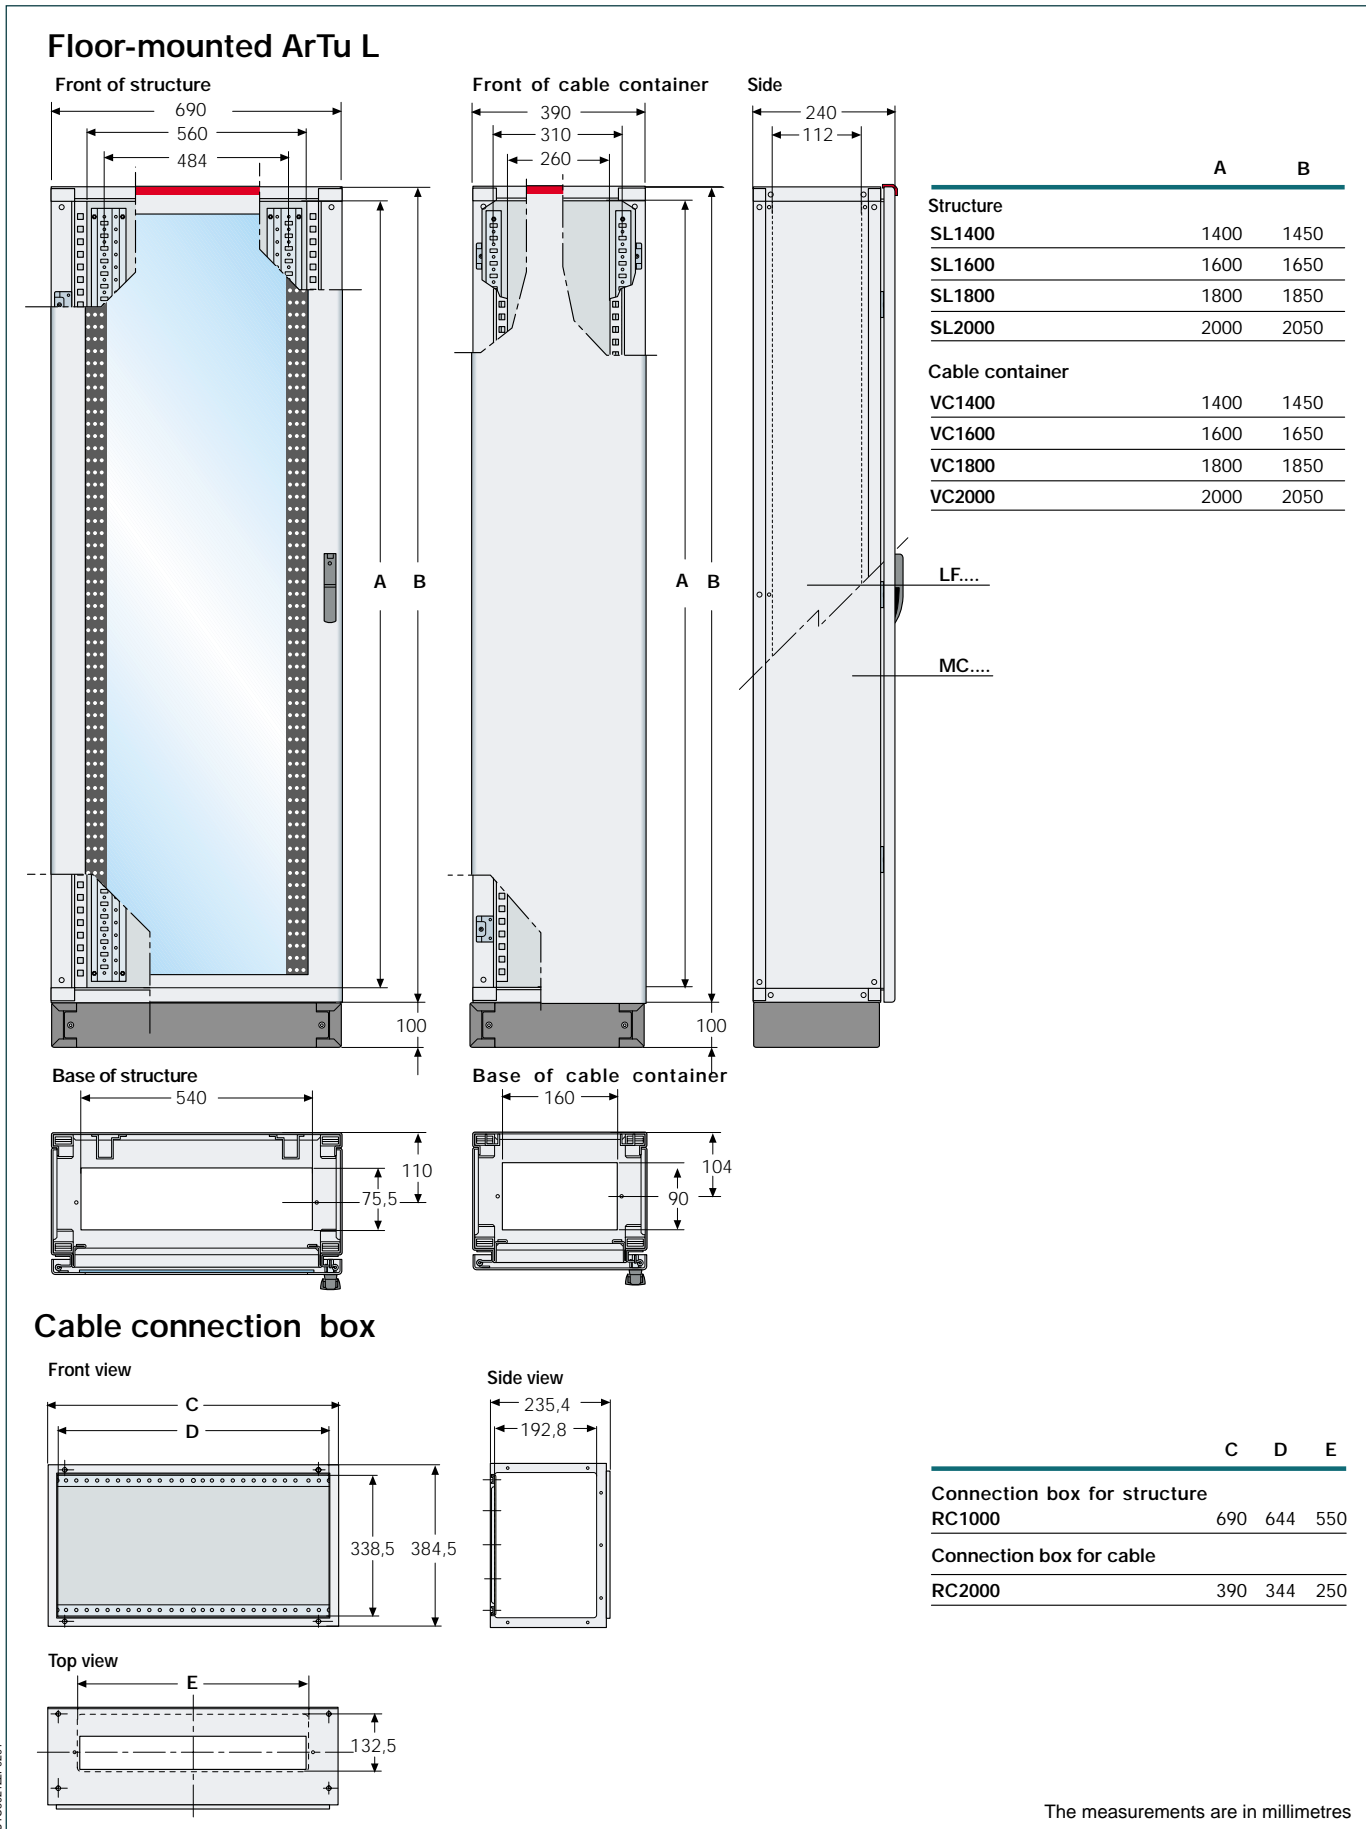 Floor-mounted ArTu L
Front of structure
Front of cable container
Side
690
560
484
390
310
260
240
112
A B
Structure
SL1400 1400 1450
SL1600 1600 1650
SL1800 1800 1850
SL2000 2000 2050
Cable container
VC1400 1400 1450
VC1600 1600 1650
VC1800 1800 1850
VC2000 2000 2050
A B
A B
LF....
MC....
100
100
Base of structure
540
110
75,5
Base of cable container
160
104
90
Cable connection box
Front view
C
D
338,5 384,5
Side view
235,4
192,8
C D E
Connection box for structure
RC1000 690 644 550
Connection box for cable
RC2000 390 344 250
Top view
E
132,5
The measurements are in millimetres